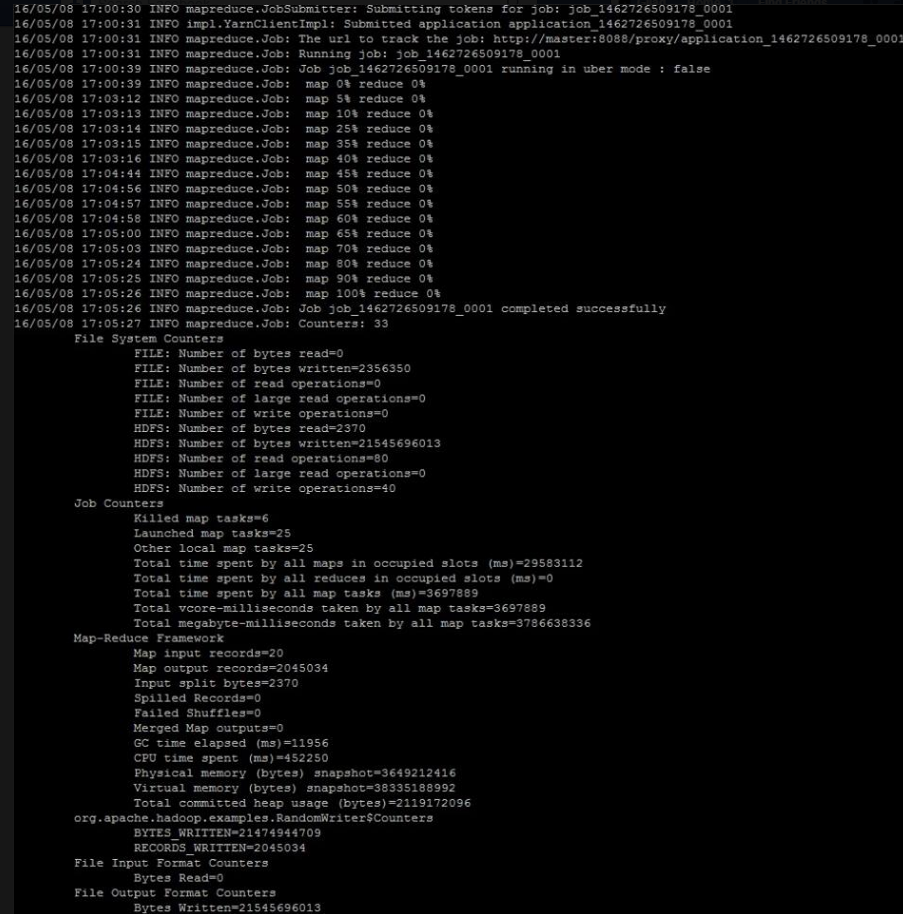 16/05/08 17:00:30 INFO mapreduce.JobSubmitter: Submitting tokens for job: job_1462726509178_0001
16/05/08 17:00:31 INFO impl.YarnClientImpl: Submitted application application_1462726509178_0001
16/05/08 17:00:31 INFO mapreduce.Job: The url to track the job: http://master:8088/proxy/application_1462726509178_0001
16/05/08 17:00:31 INFO mapreduce.Job: Running job: job_1462726509178_0001
16/05/08 17:00:39 INFO mapreduce.Job: Job job_1462726509178_0001 running in uber mode : false
16/05/08 17:00:39 INFO mapreduce.Job:  map 0% reduce 0%
16/05/08 17:03:12 INFO mapreduce.Job:  map 5% reduce 0%
16/05/08 17:03:13 INFO mapreduce.Job:  map 10% reduce 0%
16/05/08 17:03:14 INFO mapreduce.Job:  map 25% reduce 0%
16/05/08 17:03:15 INFO mapreduce.Job:  map 35% reduce 0%
16/05/08 17:03:16 INFO mapreduce.Job:  map 40% reduce 0%
16/05/08 17:04:44 INFO mapreduce.Job:  map 45% reduce 0%
16/05/08 17:04:56 INFO mapreduce.Job:  map 50% reduce 0%
16/05/08 17:04:57 INFO mapreduce.Job:  map 55% reduce 0%
16/05/08 17:04:58 INFO mapreduce.Job:  map 60% reduce 0%
16/05/08 17:05:00 INFO mapreduce.Job:  map 65% reduce 0%
16/05/08 17:05:03 INFO mapreduce.Job:  map 70% reduce 0%
16/05/08 17:05:24 INFO mapreduce.Job:  map 80% reduce 0%
16/05/08 17:05:25 INFO mapreduce.Job:  map 90% reduce 0%
16/05/08 17:05:26 INFO mapreduce.Job:  map 100% reduce 0%
16/05/08 17:05:26 INFO mapreduce.Job: Job job_1462726509178_0001 completed successfully
16/05/08 17:05:27 INFO mapreduce.Job: Counters: 33
File System Counters
FILE: Number of bytes read=0
FILE: Number of bytes written=2356350
FILE: Number of read operations=0
FILE: Number of large read operations=0
FILE: Number of write operations=0
HDFS: Number of bytes read=2370
HDFS: Number of bytes written=21545696013
HDFS: Number of read operations=80
HDFS: Number of large read operations=0
HDFS: Number of write operations=40
Job Counters
Killed map tasks=6
Launched map tasks=25
Other local map tasks=25
Total time spent by all maps in occupied slots (ms)=29583112
Total time spent by all reduces in occupied slots (ms)=0
Total time spent by all map tasks (ms)=3697889
Total vcore-milliseconds taken by all map tasks=3697889
Total megabyte-milliseconds taken by all map tasks=3786638336
Map-Reduce Framework
Map input records=20
Map output records=2045034
Input split bytes=2370
Spilled Records=0
Failed Shuffles=0
Merged Map outputs=0
GC time elapsed (ms)=11956
CPU time spent (ms)=452250
Physical memory (bytes) snapshot=3649212416
Virtual memory (bytes) snapshot=38335188992
Total committed heap usage (bytes)=2119172096
org.apache.hadoop.examples.RandomWriter$Counters
BYTES_WRITTEN=21474944709
RECORDS_WRITTEN=2045034
File Input Format Counters
Bytes Read=0
File Output Format Counters
Bytes Written=21545696013